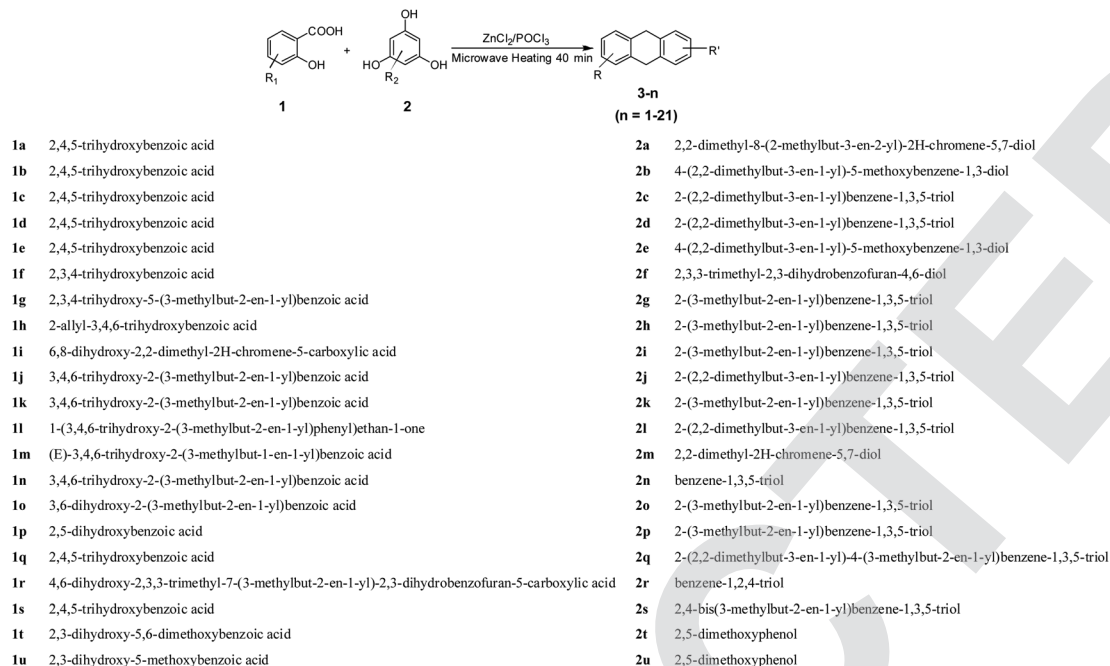 OH
COOH
ZnCl2/POCl3
+
R'
OH
HO
OH
Microwave Heating 40 min
R1
R2
R
1
2
3-n
(n = 1-21)
1a 2,4,5-trihydroxybenzoic acid 2a 2,2-dimethyl-8-(2-methylbut-3-en-2-yl)-2H-chromene-5,7-diol
1b 2,4,5-trihydroxybenzoic acid 2b 4-(2,2-dimethylbut-3-en-1-yl)-5-methoxybenzene-1,3-diol
1c 2,4,5-trihydroxybenzoic acid 2c 2-(2,2-dimethylbut-3-en-1-yl)benzene-1,3,5-triol
1d 2,4,5-trihydroxybenzoic acid 2d 2-(2,2-dimethylbut-3-en-1-yl)benzene-1,3,5-triol
1e 2,4,5-trihydroxybenzoic acid 2e 4-(2,2-dimethylbut-3-en-1-yl)-5-methoxybenzene-1,3-diol
1f 2,3,4-trihydroxybenzoic acid 2f 2,3,3-trimethyl-2,3-dihydrobenzofuran-4,6-diol
1g 2,3,4-trihydroxy-5-(3-methylbut-2-en-1-yl)benzoic acid 2g 2-(3-methylbut-2-en-1-yl)benzene-1,3,5-triol
1h 2-allyl-3,4,6-trihydroxybenzoic acid 2h 2-(3-methylbut-2-en-1-yl)benzene-1,3,5-triol
1i 6,8-dihydroxy-2,2-dimethyl-2H-chromene-5-carboxylic acid 2i 2-(3-methylbut-2-en-1-yl)benzene-1,3,5-triol
1j 3,4,6-trihydroxy-2-(3-methylbut-2-en-1-yl)benzoic acid 2j 2-(2,2-dimethylbut-3-en-1-yl)benzene-1,3,5-triol
1k 3,4,6-trihydroxy-2-(3-methylbut-2-en-1-yl)benzoic acid 2k 2-(3-methylbut-2-en-1-yl)benzene-1,3,5-triol
1l 1-(3,4,6-trihydroxy-2-(3-methylbut-2-en-1-yl)phenyl)ethan-1-one 2l 2-(2,2-dimethylbut-3-en-1-yl)benzene-1,3,5-triol
1m (E)-3,4,6-trihydroxy-2-(3-methylbut-1-en-1-yl)benzoic acid 2m 2,2-dimethyl-2H-chromene-5,7-diol
1n 3,4,6-trihydroxy-2-(3-methylbut-2-en-1-yl)benzoic acid 2n benzene-1,3,5-triol
1o 3,6-dihydroxy-2-(3-methylbut-2-en-1-yl)benzoic acid 2o 2-(3-methylbut-2-en-1-yl)benzene-1,3,5-triol
1p 2,5-dihydroxybenzoic acid 2p 2-(3-methylbut-2-en-1-yl)benzene-1,3,5-triol
1q 2,4,5-trihydroxybenzoic acid 2q 2-(2,2-dimethylbut-3-en-1-yl)-4-(3-methylbut-2-en-1-yl)benzene-1,3,5-triol
1r 4,6-dihydroxy-2,3,3-trimethyl-7-(3-methylbut-2-en-1-yl)-2,3-dihydrobenzofuran-5-carboxylic acid 2r benzene-1,2,4-triol
1s 2,4,5-trihydroxybenzoic acid 2s 2,4-bis(3-methylbut-2-en-1-yl)benzene-1,3,5-triol
1t 2,3-dihydroxy-5,6-dimethoxybenzoic acid 2t 2,5-dimethoxyphenol
1u 2,3-dihydroxy-5-methoxybenzoic acid 2u 2,5-dimethoxyphenol